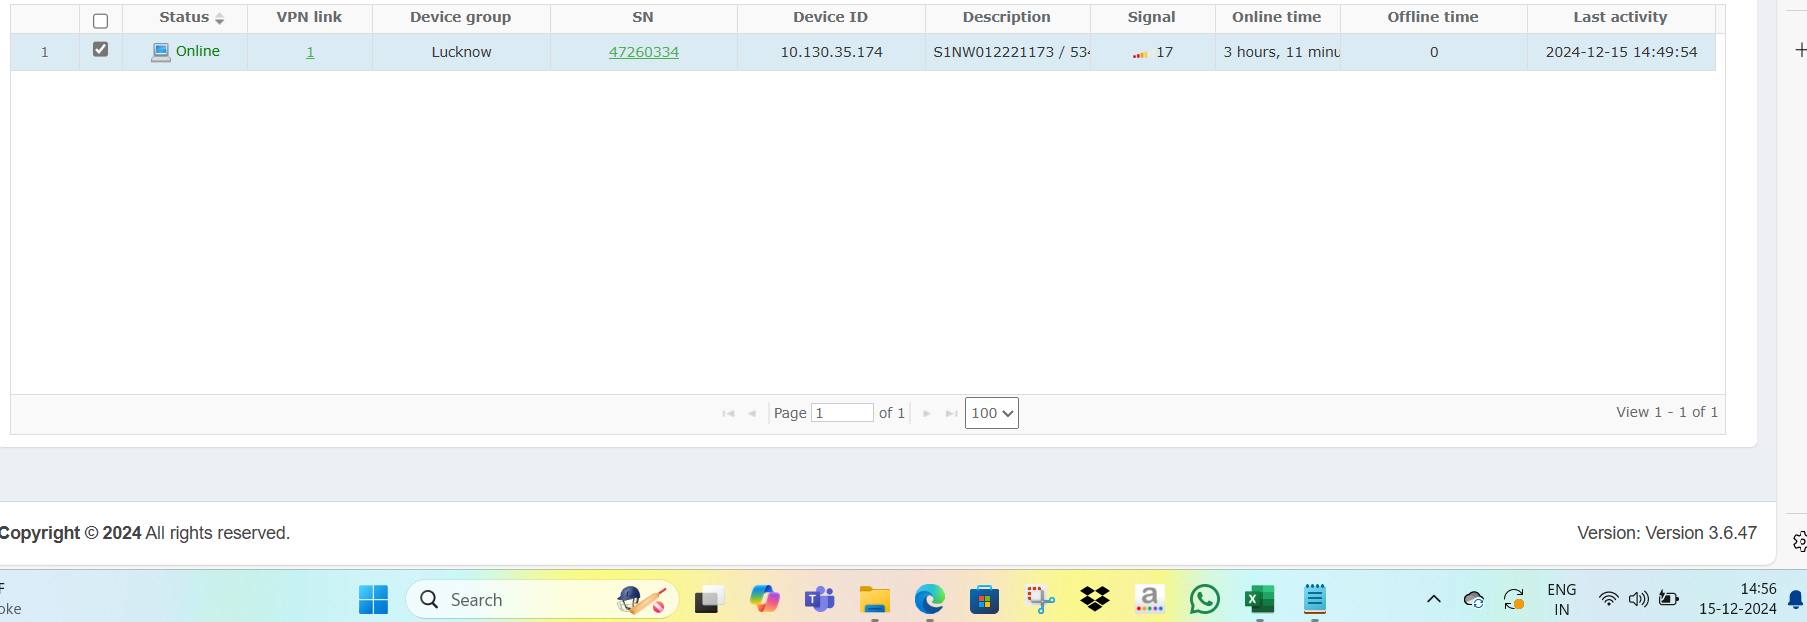 Status VPN link Device group SN Device ID Description Signal Online time Offline time Last activity
1 Online 1 Lucknow 47260334 10.130.35.174 S1NW012221173 / 534 17 3 hours, 11 minu 0 2024-12-15 14:49:54
Page 1 of 1 100 View 1 - 1 of 1
Copyright © 2024 All rights reserved. Version: Version 3.6.47
Search ENG 14:56
oke IN 15-12-2024